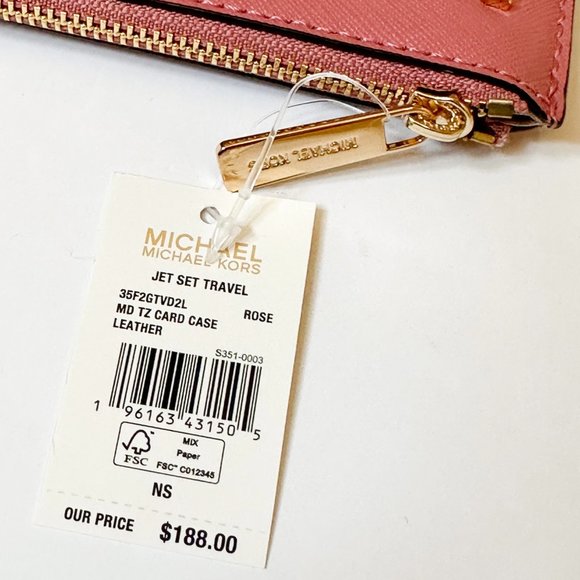 MICHAEL KORS
MICHAEL
MICHAEL KORS
JET SET TRAVEL
35F2GTVD2L ROSE
MD TZ CARD CASE
LEATHER
S351-0003
1 96163 43150 5
FSC
MIX
Paper
FSC™ C012345
NS
OUR PRICE $188.00